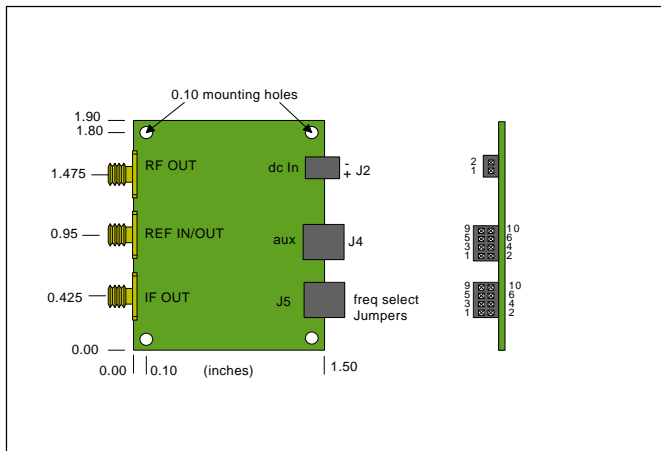 0.10 mounting holes
1.90
1.80
RF OUT
dc In
-
+ J2
1.475
REF IN/OUT
0.95
aux
J4
IF OUT
0.425
J5
freq select
Jumpers
0.00
0.00
0.10
(inches)
1.50
2
1
9
10
5
6
3
4
1
2
9
10
5
6
3
4
1
2